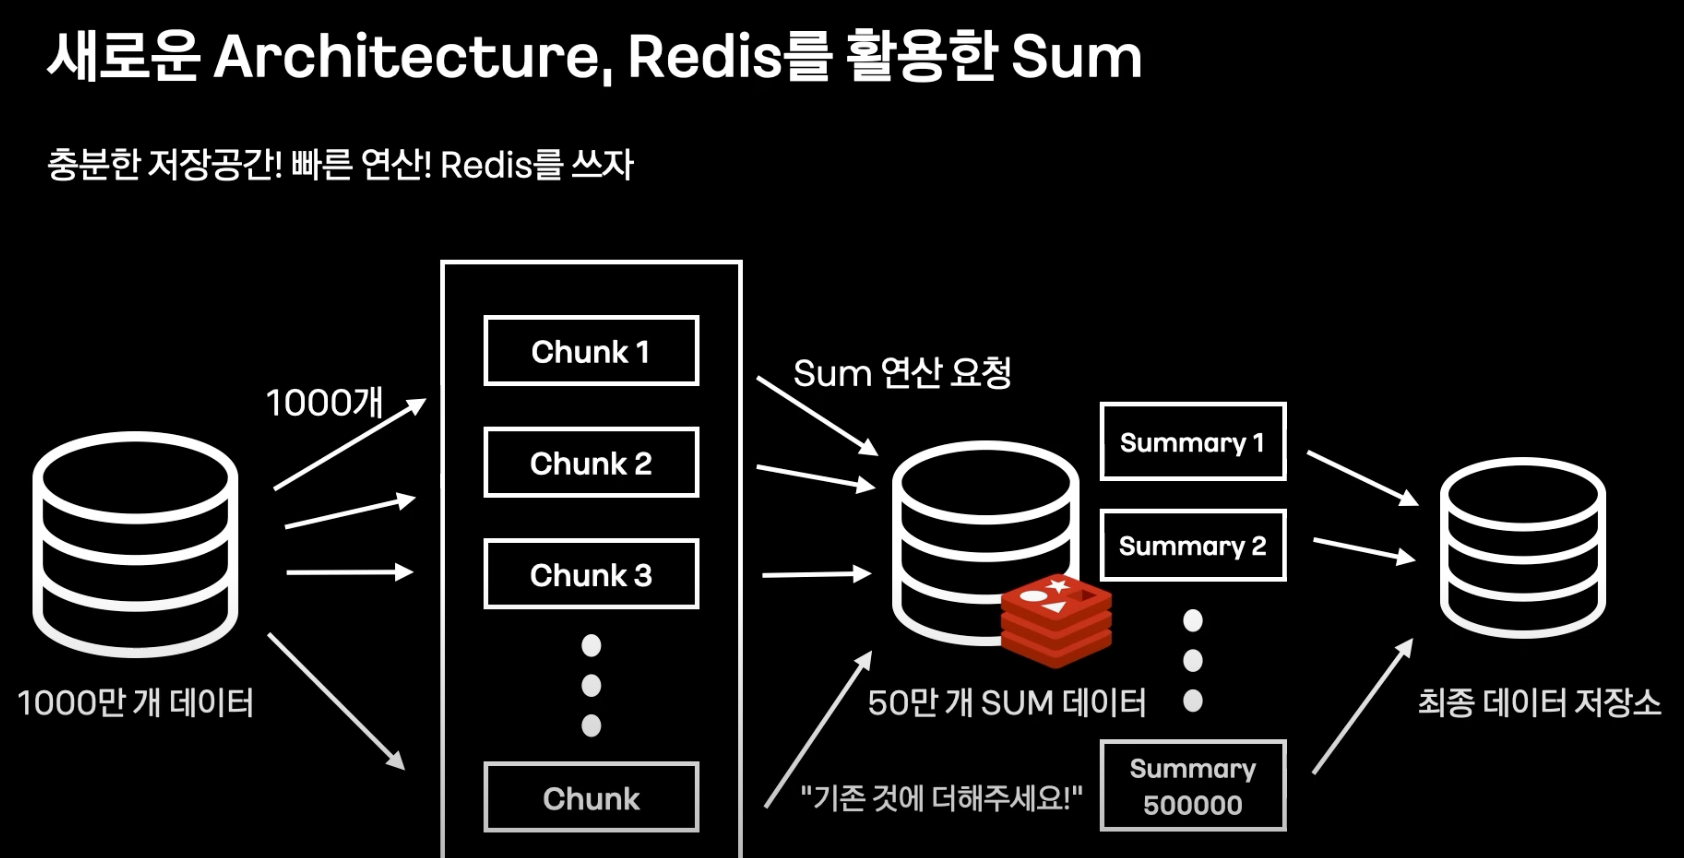 새로운 Architecture, Redis를 활용한 Sum
충분한 저장공간! 빠른 연산! Redis를 쓰자
1000개
1000만 개 데이터
Chunk 1
Chunk 2
Chunk 3
Chunk
Sum 연산 요청
50만 개 SUM 데이터
"기존 것에 더해주세요!"
Summary 1
Summary 2
Summary
500000
최종 데이터 저장소